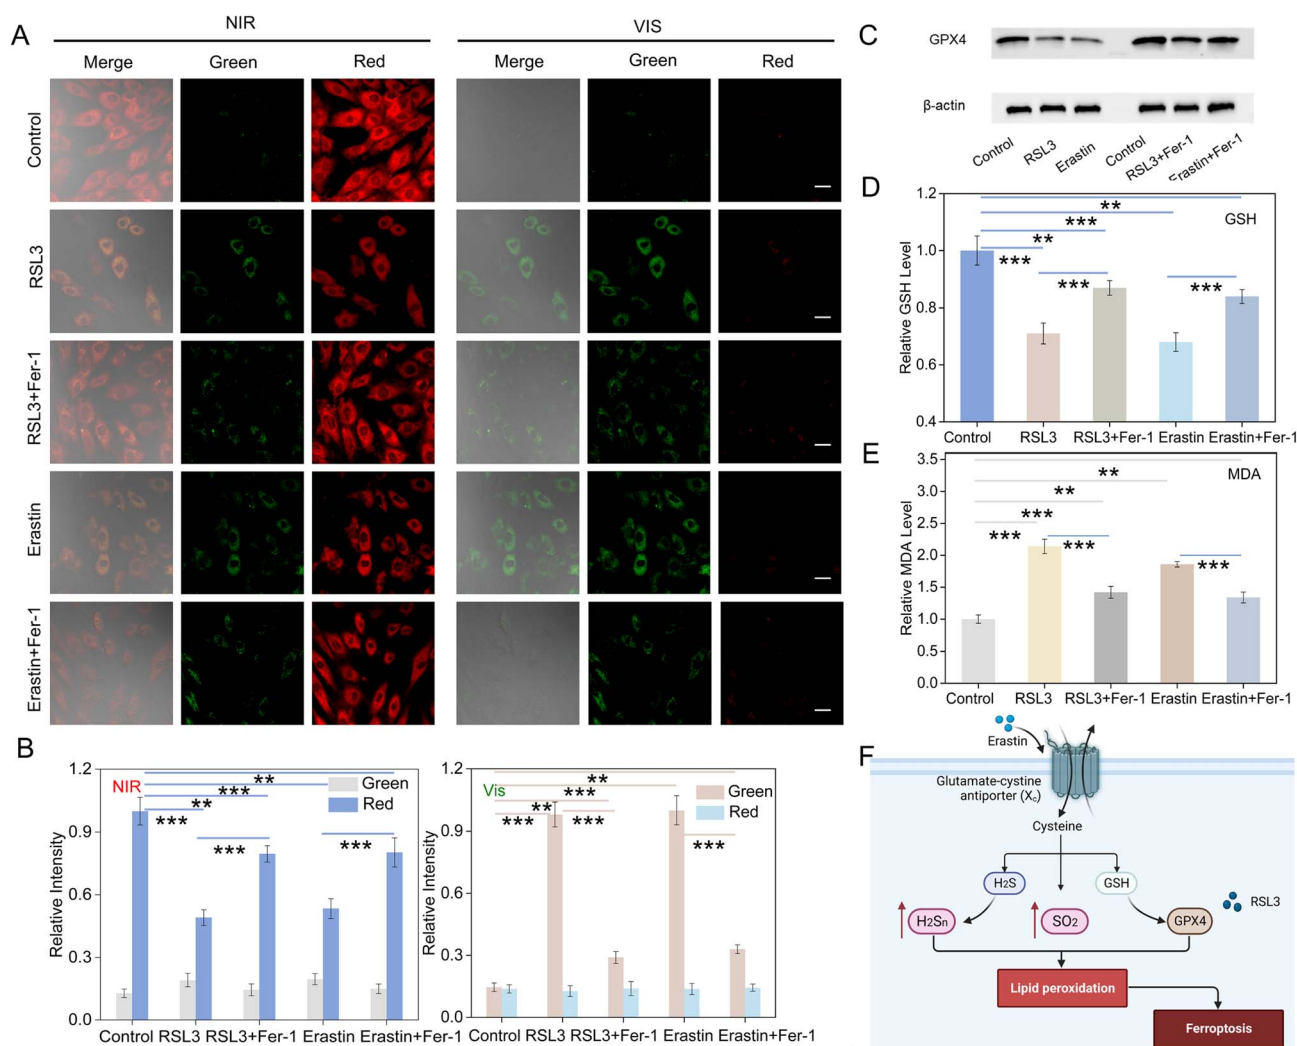 A
NIR
VIS
Merge
Green
Red
Merge
Green
Red
Control
RSL3
RSL3+Fer-1
Erastin
Erastin+Fer-1
B
NIR
Green
Red
**
***
**
***
***
***
Relative Intensity
1.2
0.9
0.6
0.3
0.0
Control
RSL3
RSL3+Fer-1
Erastin
Erastin+Fer-1
Vis
Green
Red
**
***
**
***
***
***
Relative Intensity
1.2
0.9
0.6
0.3
0.0
Control
RSL3
RSL3+Fer-1
Erastin
Erastin+Fer-1
C
GPX4
β-actin
Control
RSL3
Erastin
Control
RSL3+Fer-1
Erastin+Fer-1
D
GSH
**
***
**
***
***
***
Relative GSH Level
1.2
1.0
0.8
0.6
0.4
Control
RSL3
RSL3+Fer-1
Erastin
Erastin+Fer-1
E
MDA
**
**
***
***
***
***
Relative MDA Level
3.5
3.0
2.5
2.0
1.5
1.0
0.5
0.0
Control
RSL3
RSL3+Fer-1
Erastin
Erastin+Fer-1
F
Erastin
Glutamate-cystine
antiporter (Xc)
Cysteine
H2S
GSH
RSL3
H2Sn
SO2
GPX4
Lipid peroxidation
Ferroptosis